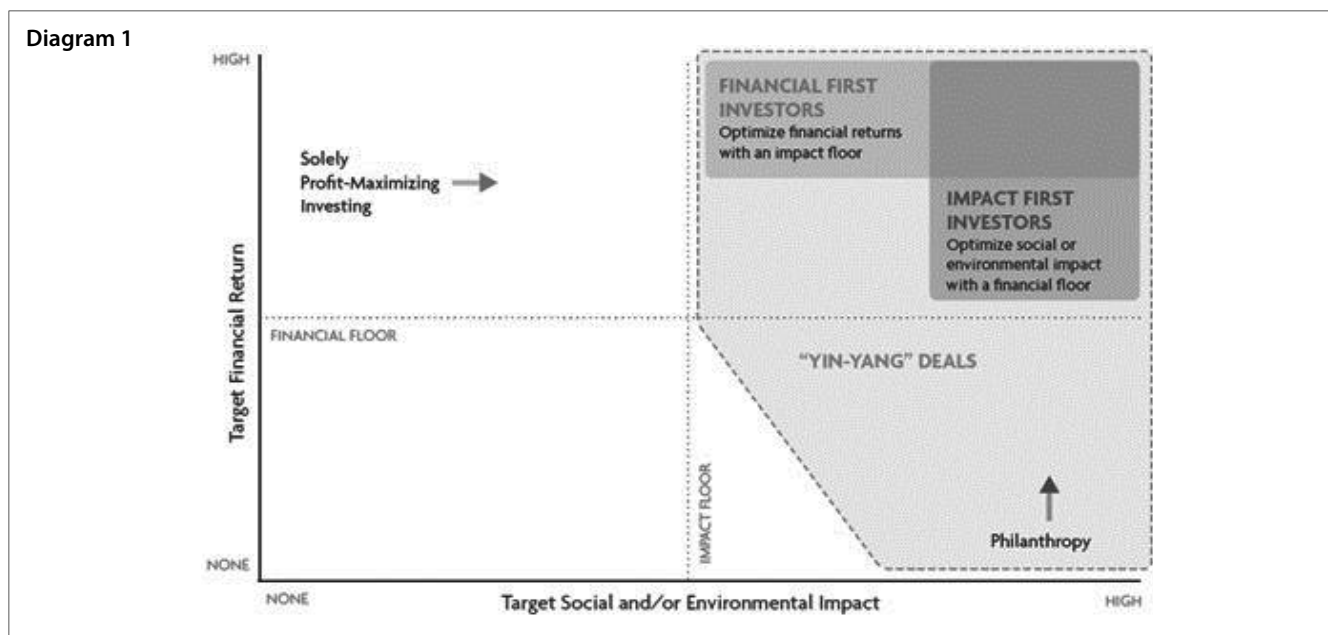 Diagram 1
HIGH
FINANCIAL FIRST
INVESTORS
Optimize financial returns
with an impact floor
Solely
Profit-Maximizing
Investing
IMPACT FIRST
INVESTORS
Optimize social or
environmental impact
with a financial floor
Target Financial Return
FINANCIAL FLOOR
"YIN-YANG" DEALS
IMPACT FLOOR
Philanthropy
NONE
NONE
Target Social and/or Environmental Impact
HIGH